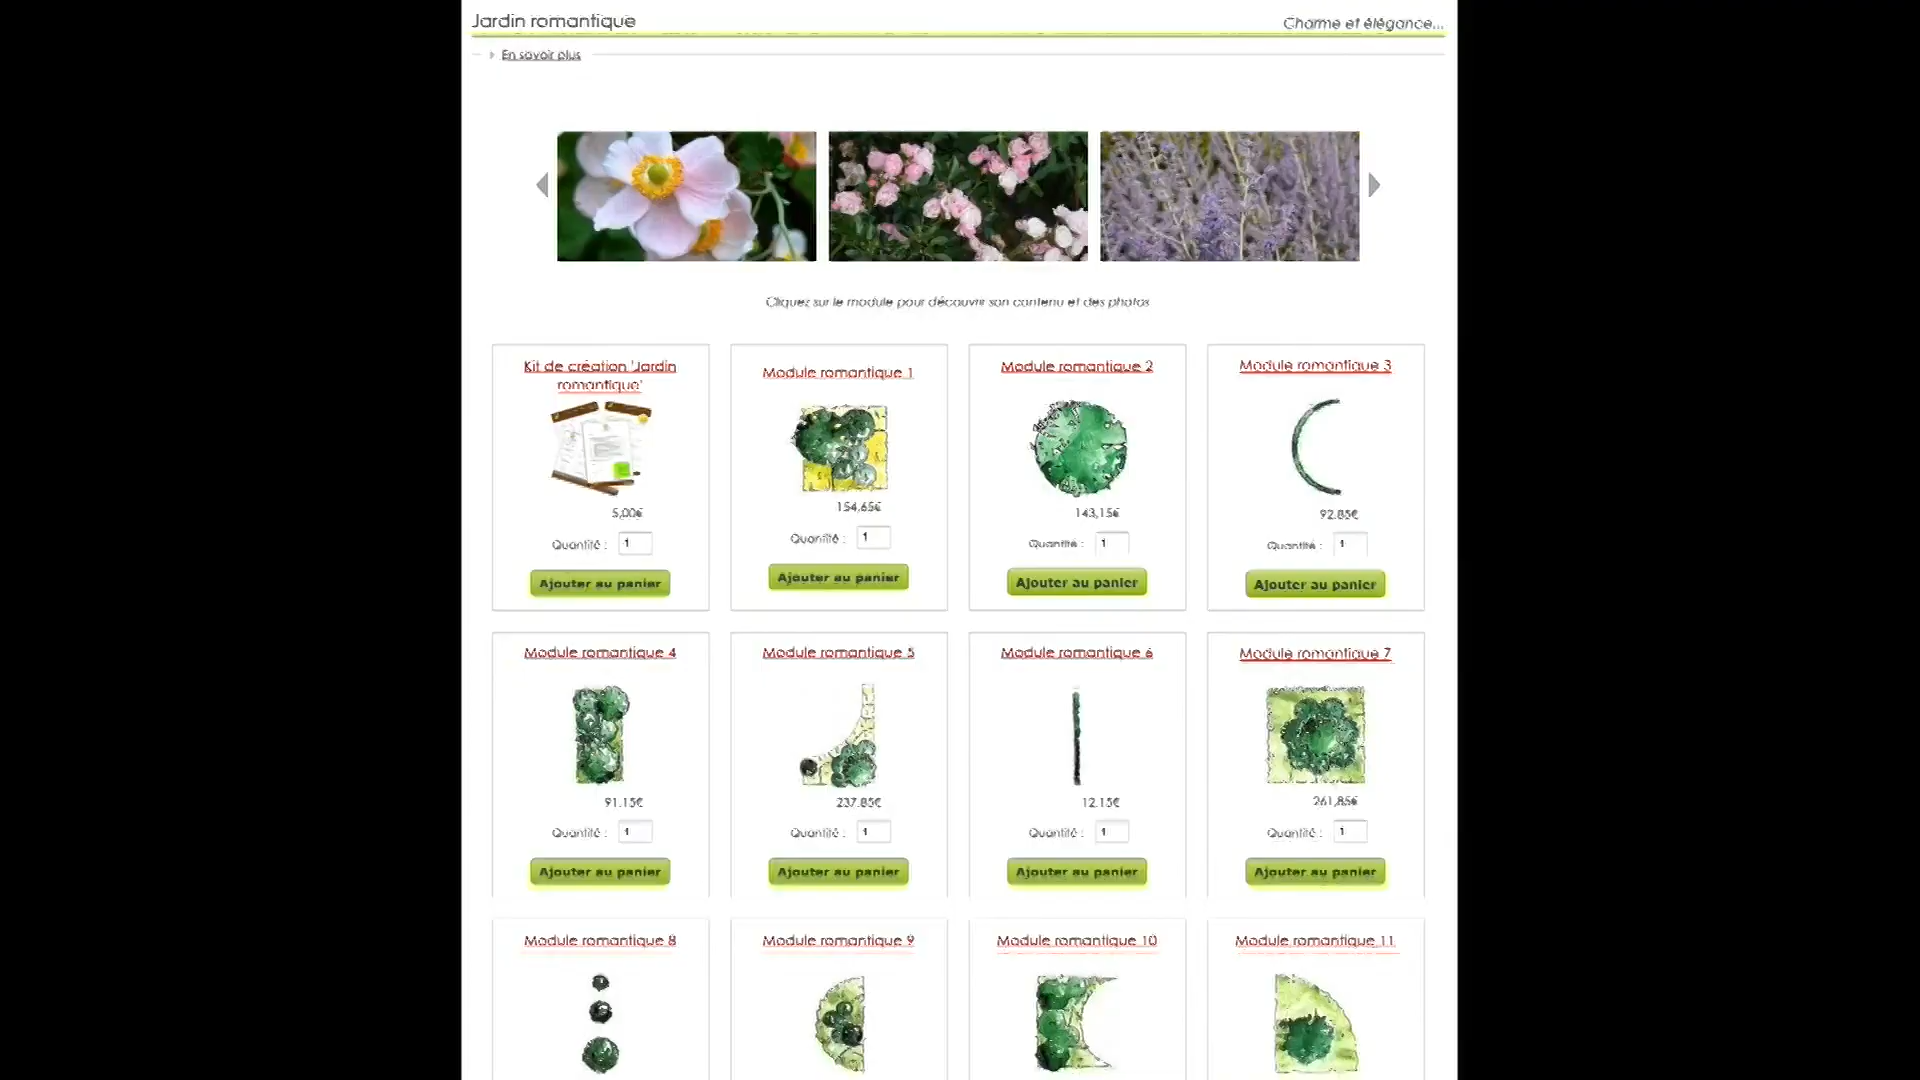 Jardin romantique
Charme et élégance...
En savoir plus
Cliquez sur le module pour découvrir son contenu et des photos
Kit de création 'Jardin
romantique'
5,00€
Quantité : 1
Ajouter au panier
Module romantique 1
154,65€
Quantité : 1
Ajouter au panier
Module romantique 2
143,15€
Quantité : 1
Ajouter au panier
Module romantique 3
92,85€
Quantité : 1
Ajouter au panier
Module romantique 4
91,15€
Quantité : 1
Ajouter au panier
Module romantique 5
237,85€
Quantité : 1
Ajouter au panier
Module romantique 6
12,15€
Quantité : 1
Ajouter au panier
Module romantique 7
261,85€
Quantité : 1
Ajouter au panier
Module romantique 8
Module romantique 9
Module romantique 10
Module romantique 11